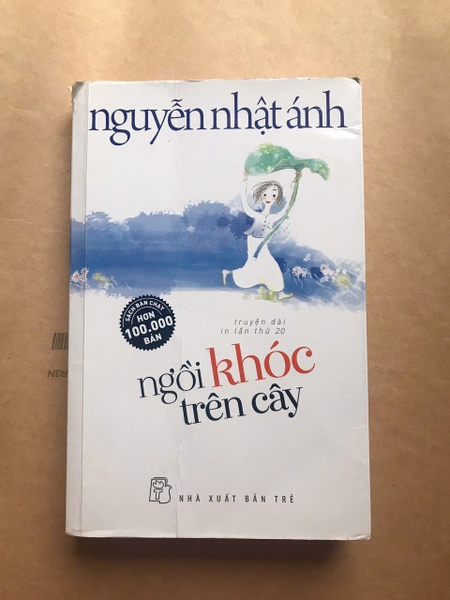 nguyễn nhật ánh
SÁCH BÁN CHẠY
HƠN
100.000
BẢN
truyện dài
in lần thứ 20
ngồi khóc
trên cây
NHÀ XUẤT BẢN TRẺ